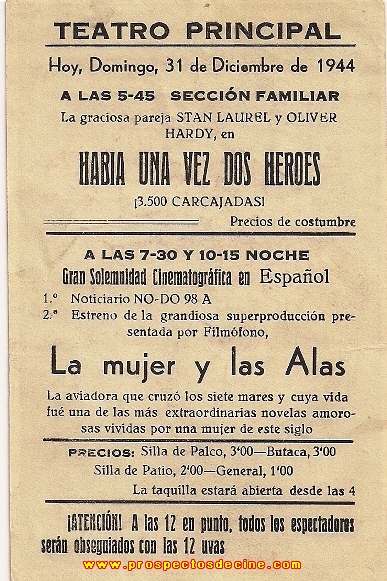 TEATRO PRINCIPAL
Hoy, Domingo, 31 de Diciembre de 1944
A LAS 5-45 SECCIÓN FAMILIAR
La graciosa pareja STAN LAUREL y OLIVER
HARDY, en
HABIA UNA VEZ DOS HEROES
¡3.500 CARCAJADAS!
Precios de costumbre
A LAS 7-30 Y 10-15 NOCHE
Gran Solemnidad Cinematográfica en Español
1.º Noticiario NO-DO 98 A
2.º Estreno de la grandiosa superproducción pre-
sentada por Filmófono,
La mujer y las Alas
La aviadora que cruzó los siete mares y cuya vida
fué una de las más extraordinarias novelas amoro-
sas vividas por una mujer de este siglo
PRECIOS: Silla de Palco, 3'00—Butaca, 3'00
Silla de Patio, 2'00—General, 1'00
La taquilla estará abierta desde las 4
¡ATENCIÓN! A las 12 en punto, todos los espectadores
serán obsequiados con las 12 uvas
www.prospectosdecine.com